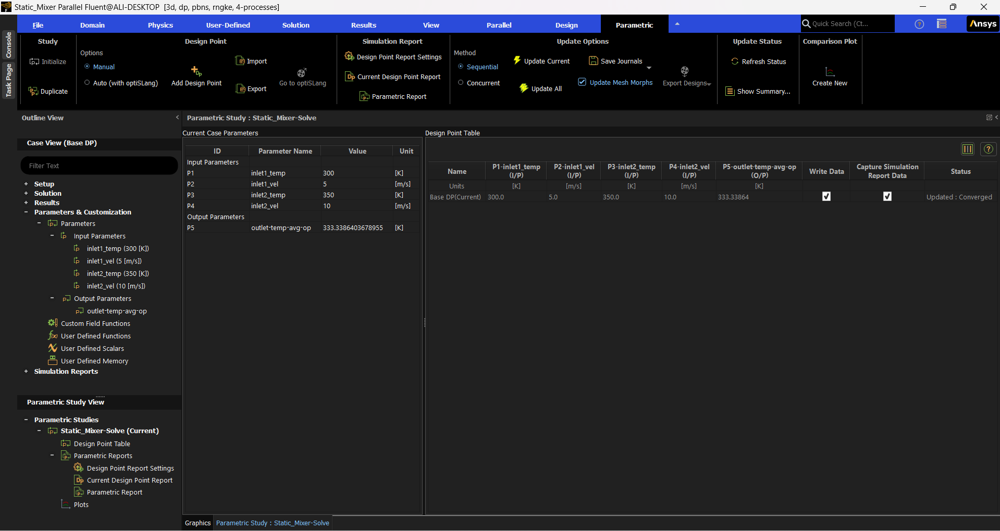 Static_Mixer Parallel Fluent@ALI-DESKTOP [3d, dp, pbns, rngke, 4-processes]
File Domain Physics User-Defined Solution Results View Parallel Design Parametric Quick Search (Ct... ? Ansys
Console
Task Page
Study
Initialize
Duplicate
Design Point
Options
Manual
Auto (with optiSLang)
Add Design Point
Import
Export
Go to optiSLang
Simulation Report
Design Point Report Settings
Current Design Point Report
Parametric Report
Update Options
Method
Sequential
Concurrent
Update Current
Update All
Save Journals
Update Mesh Morphs
Export Designs
Update Status
Refresh Status
Show Summary...
Comparison Plot
Create New
Outline View
Case View (Base DP)
Filter Text
Setup
Solution
Results
Parameters & Customization
Parameters
Input Parameters
inlet1_temp (300 [K])
inlet1_vel (5 [m/s])
inlet2_temp (350 [K])
inlet2_vel (10 [m/s])
Output Parameters
outlet-temp-avg-op
Custom Field Functions
User Defined Functions
User Defined Scalars
User Defined Memory
Simulation Reports
Parametric Study View
Parametric Studies
Static_Mixer-Solve (Current)
Design Point Table
Parametric Reports
Design Point Report Settings
Current Design Point Report
Parametric Report
Plots
Parametric Study : Static_Mixer-Solve
Current Case Parameters
ID Parameter Name Value Unit
Input Parameters
P1 inlet1_temp 300 [K]
P2 inlet1_vel 5 [m/s]
P3 inlet2_temp 350 [K]
P4 inlet2_vel 10 [m/s]
Output Parameters
P5 outlet-temp-avg-op 333.3386403678955 [K]
Design Point Table
?
Name P1-inlet1_temp (I/P) P2-inlet1_vel (I/P) P3-inlet2_temp (I/P) P4-inlet2_vel (I/P) P5-outlet-temp-avg-op (O/P) Write Data Capture Simulation Report Data Status
Units [K] [m/s] [K] [m/s] [K]
Base DP(Current) 300.0 5.0 350.0 10.0 333.33864 Updated : Converged
Graphics Parametric Study : Static_Mixer-Solve